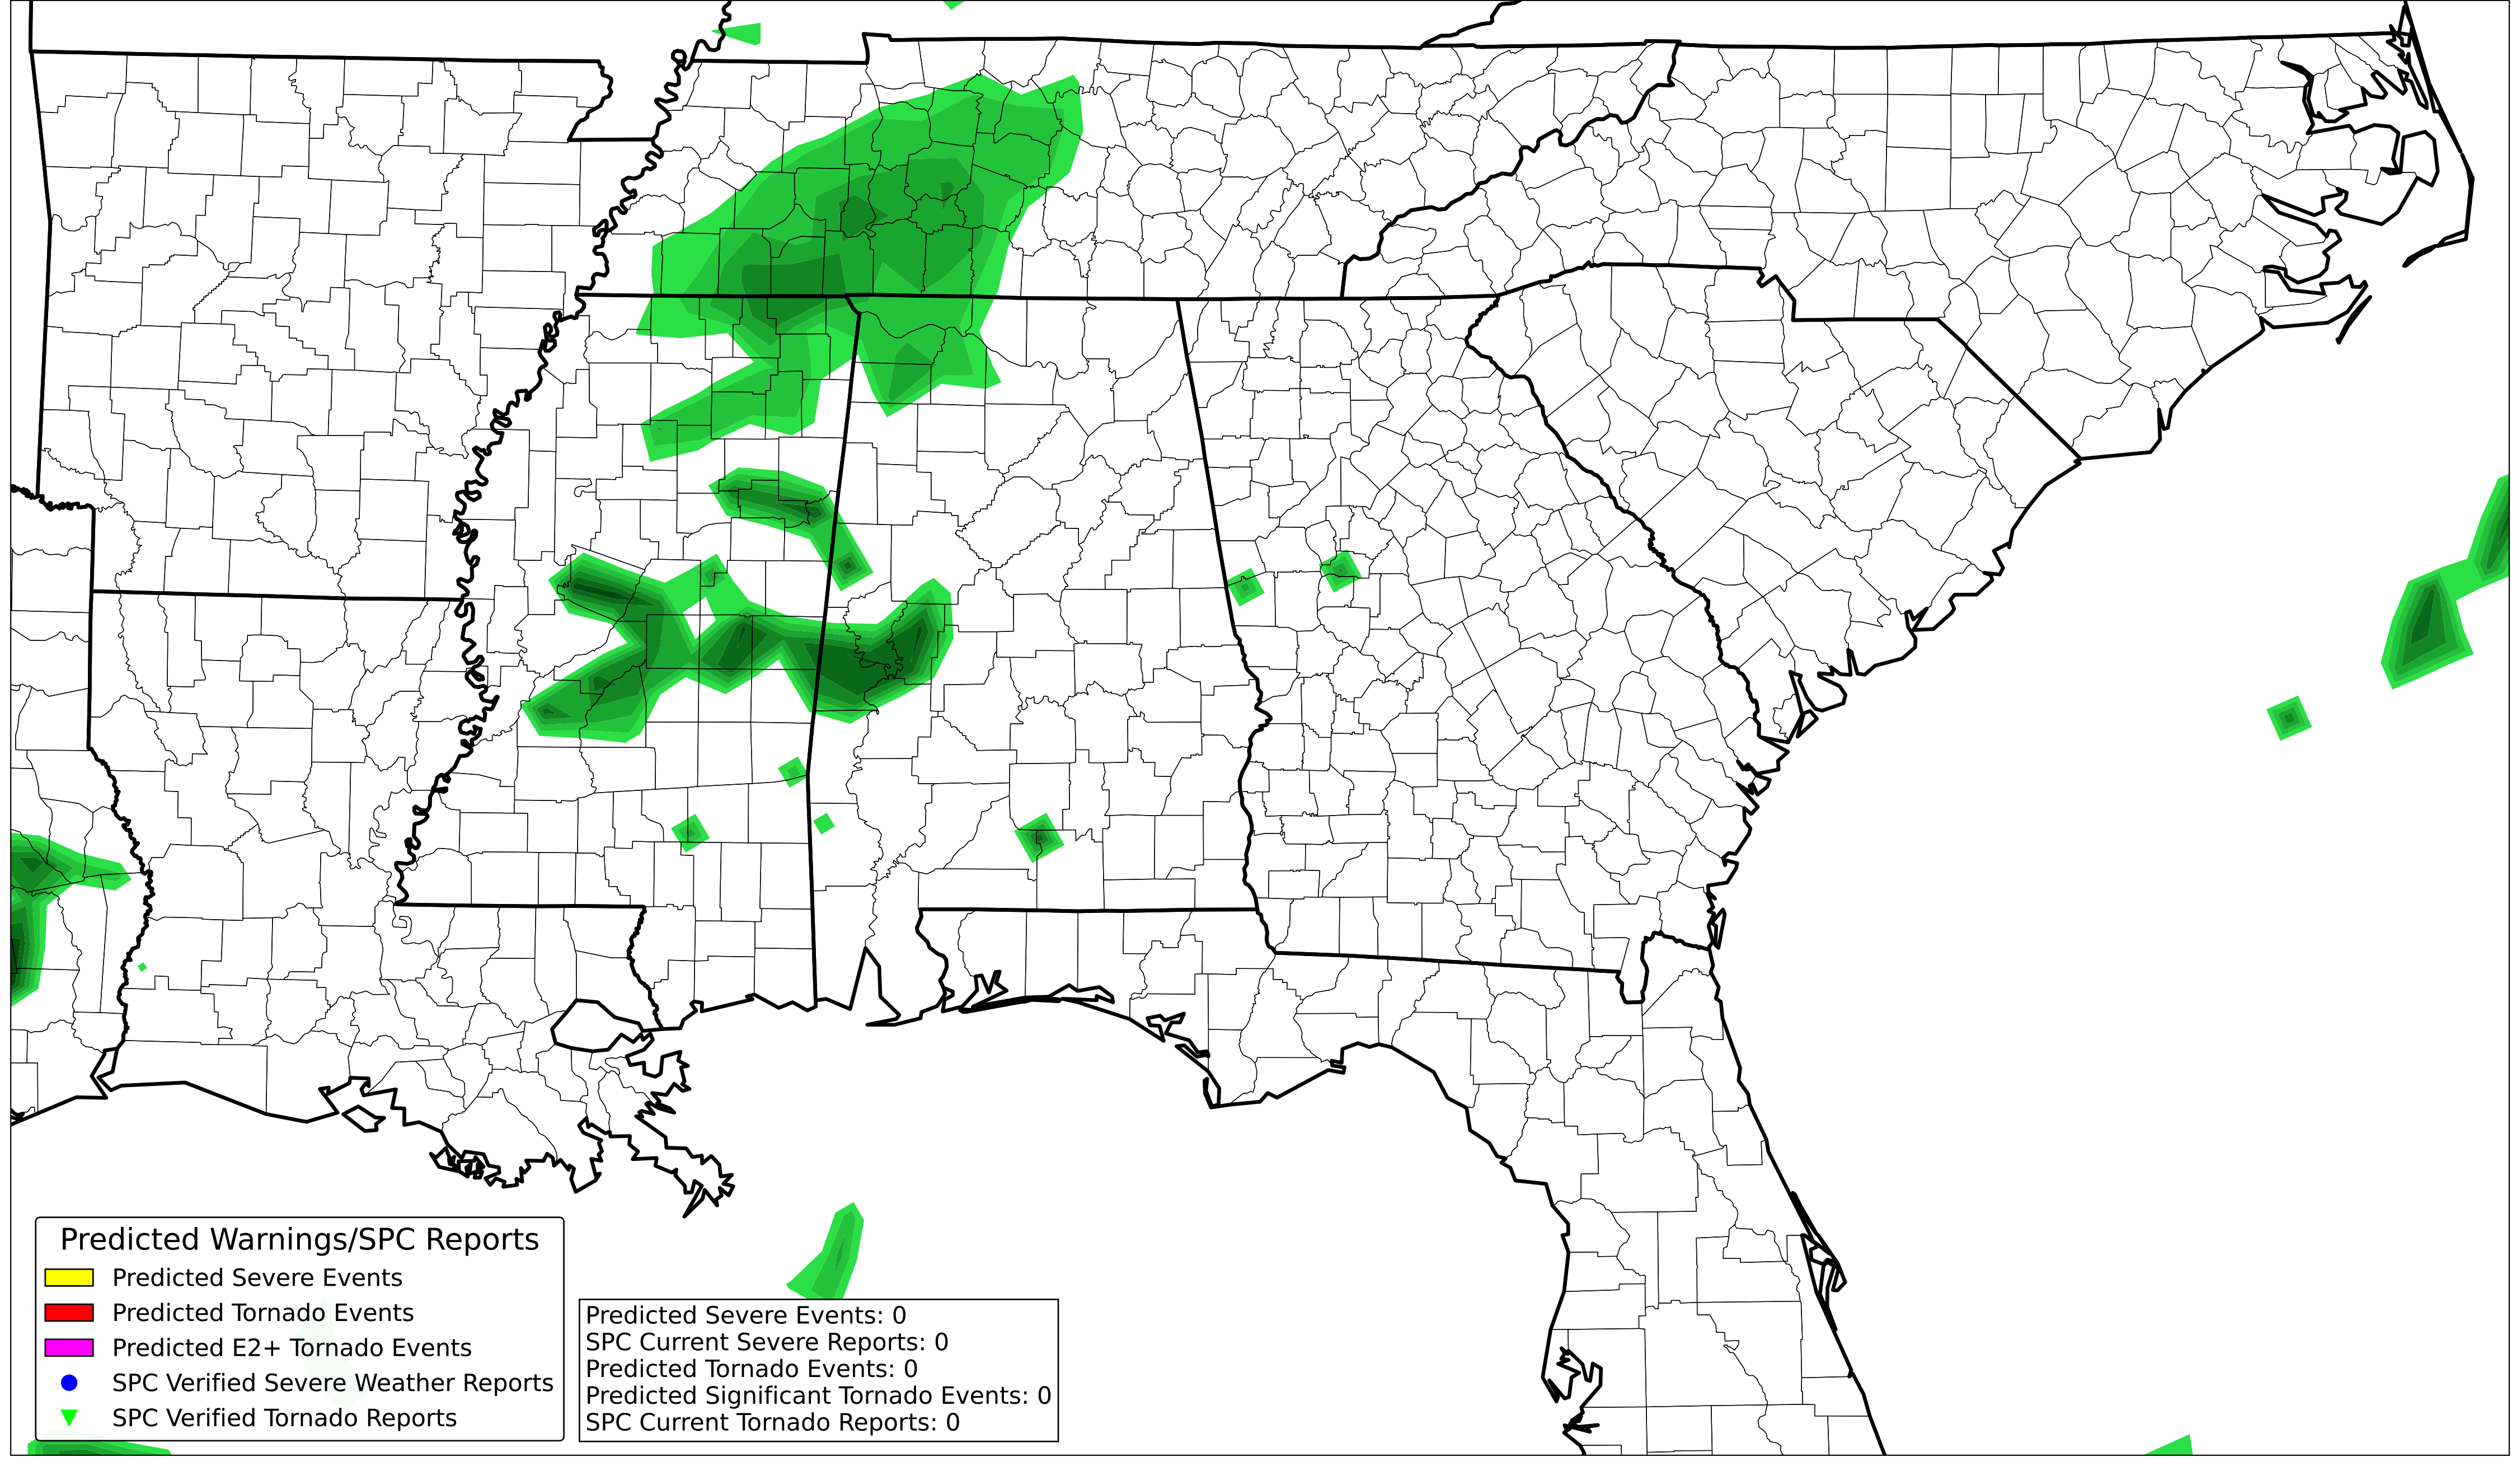 Predicted Warnings/SPC Reports
Predicted Severe Events
Predicted Tornado Events
Predicted E2+ Tornado Events
SPC Verified Severe Weather Reports
SPC Verified Tornado Reports
Predicted Severe Events: 0
SPC Current Severe Reports: 0
Predicted Tornado Events: 0
Predicted Significant Tornado Events: 0
SPC Current Tornado Reports: 0